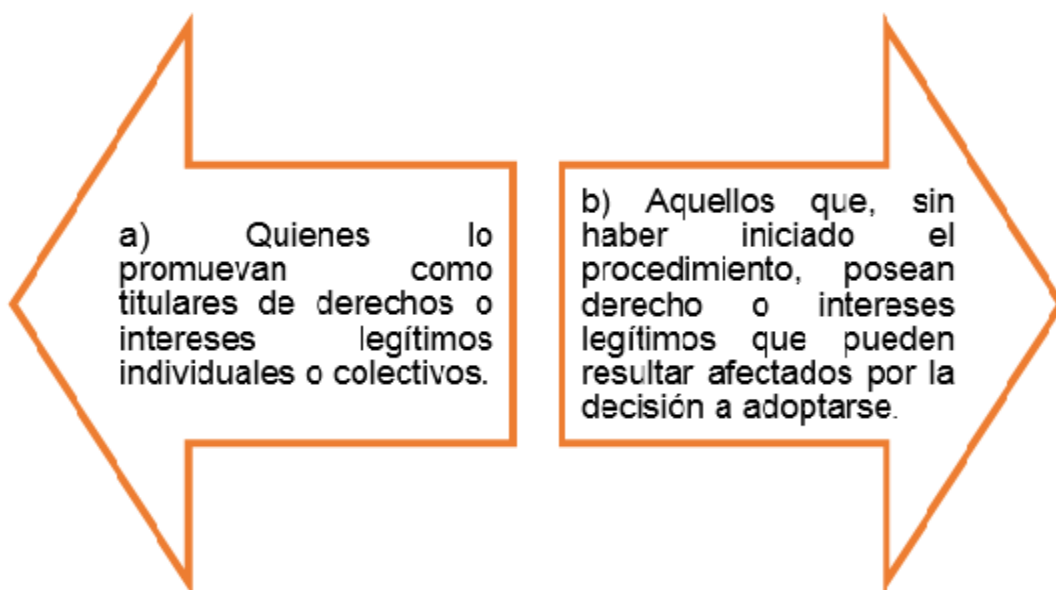 a) Quienes lo
promuevan como
titulares de derechos o
intereses legítimos
individuales o colectivos.
b) Aquellos que, sin
haber iniciado el
procedimiento, posean
derecho o intereses
legítimos que pueden
resultar afectados por la
decisión a adoptarse.